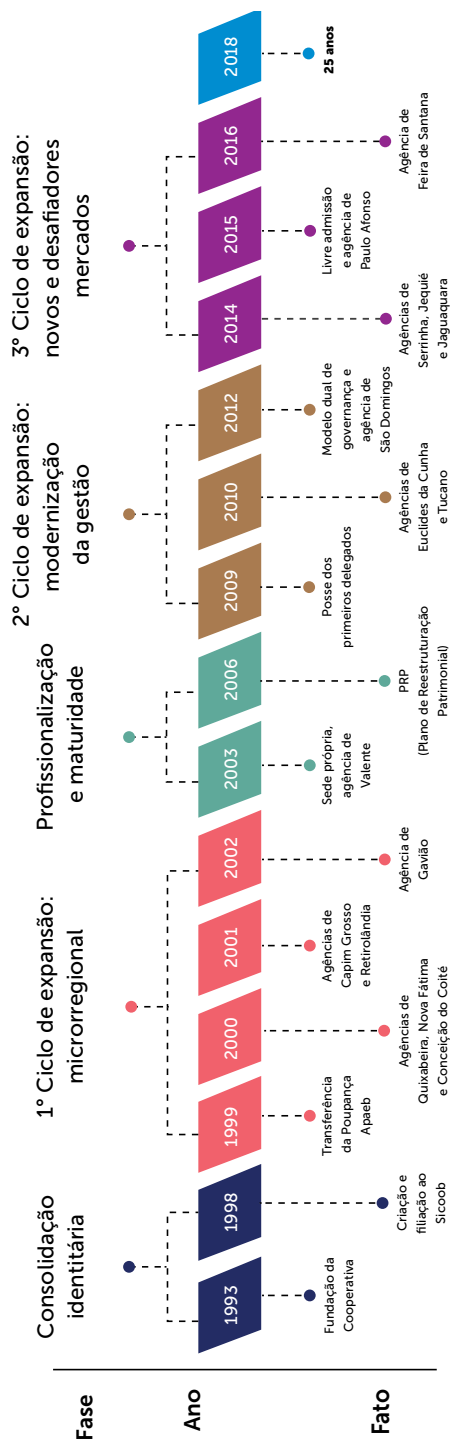 Fase
Consolidação
identitária
1° Ciclo de expansão:
microrregional
Profissionalização
e maturidade
2° Ciclo de expansão:
modernização
da gestão
3° Ciclo de expansão:
novos e desafiadores
mercados
Ano
1993
1998
1999
2000
2001
2002
2003
2006
2009
2010
2012
2014
2015
2016
2018
Fato
Fundação da
Cooperativa
Criação e
filiação ao
Sicoob
Transferência
da Poupança
Apaeb
Agências de
Quixabeira, Nova Fátima
e Conceição do Coité
Agências de
Capim Grosso
e Retirolândia
Agência de
Gavião
Sede própria,
agência de
Valente
PRP
(Plano de Reestruturação
Patrimonial)
Posse dos
primeiros delegados
Agências de
Euclides da Cunha
e Tucano
Modelo dual de
governança e
agência de
São Domingos
Agências de
Serrinha, Jequié
e Jaguaquara
Livre admissão
e agência de
Paulo Afonso
Agência de
Feira de Santana
25 anos